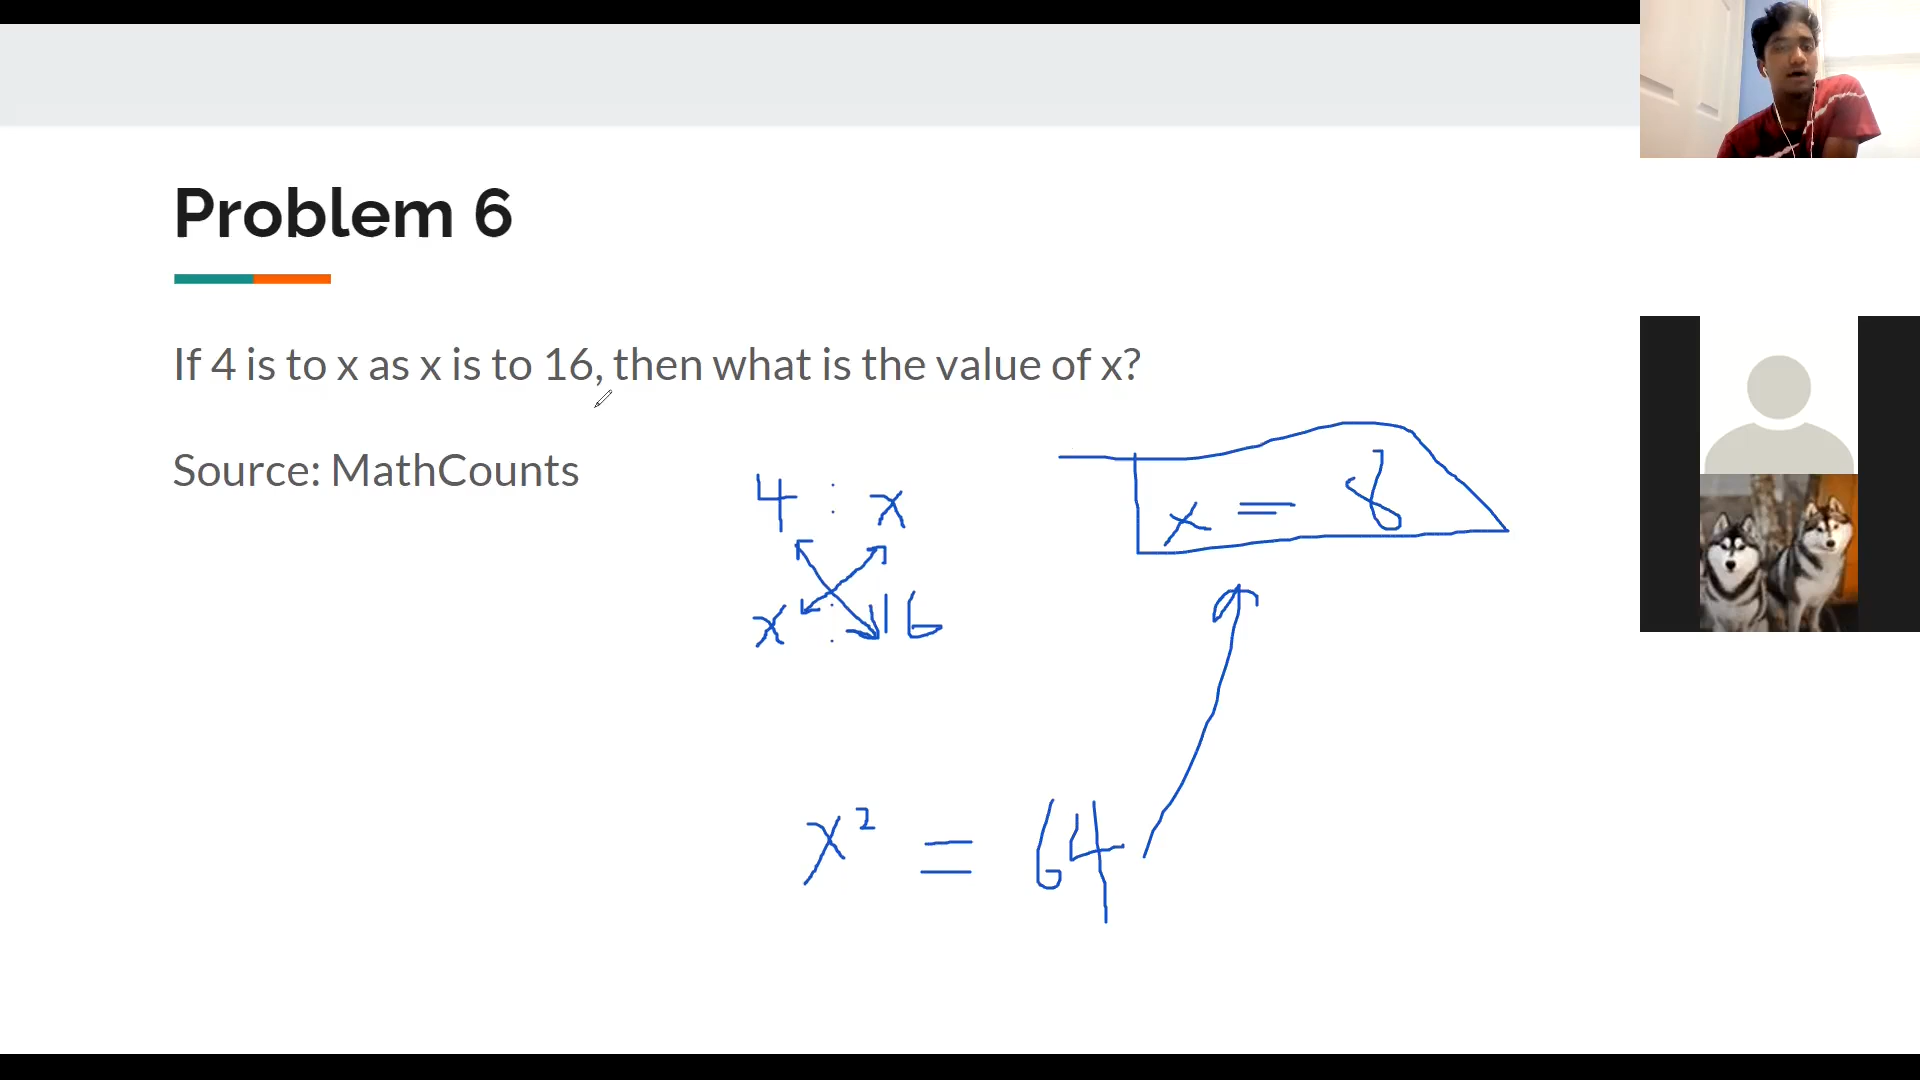 Problem 6
If 4 is to x as x is to 16, then what is the value of x?
Source: MathCounts
4 : x
x : 16
x = 8
x² = 64